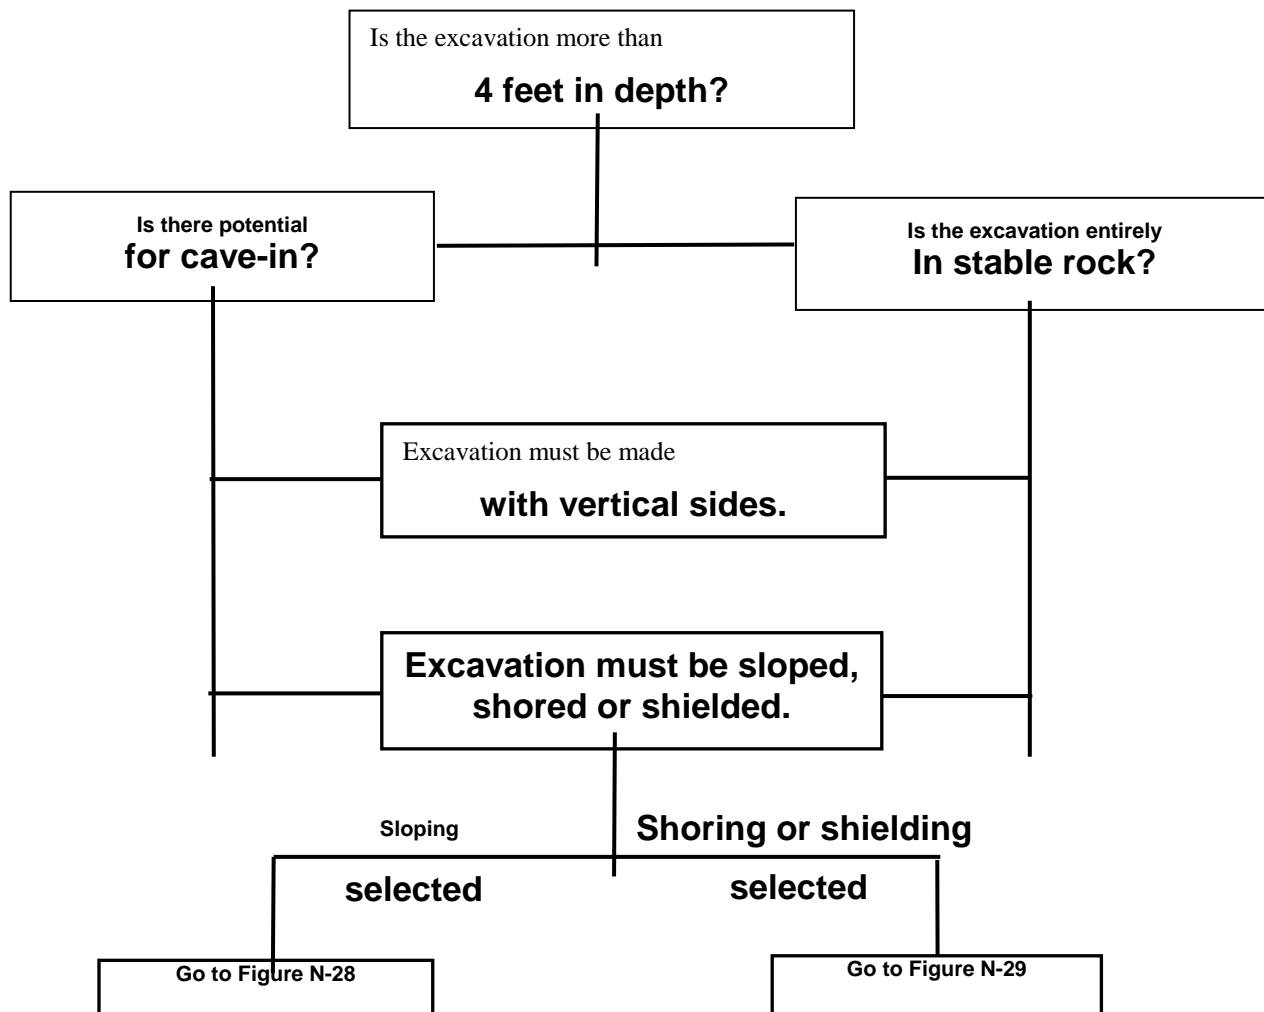 Is the excavation more than
4 feet in depth?
Is there potential
for cave-in?
Is the excavation entirely
In stable rock?
Excavation must be made
with vertical sides.
Excavation must be sloped,
shored or shielded.
Sloping
selected
Shoring or shielding
selected
Go to Figure N-28
Go to Figure N-29